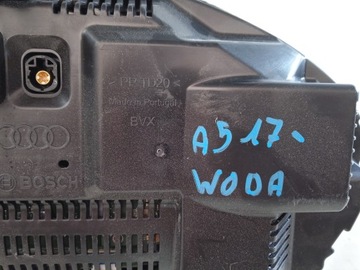 Made in Portugal
BVX
BOSCH
A517-
WODA